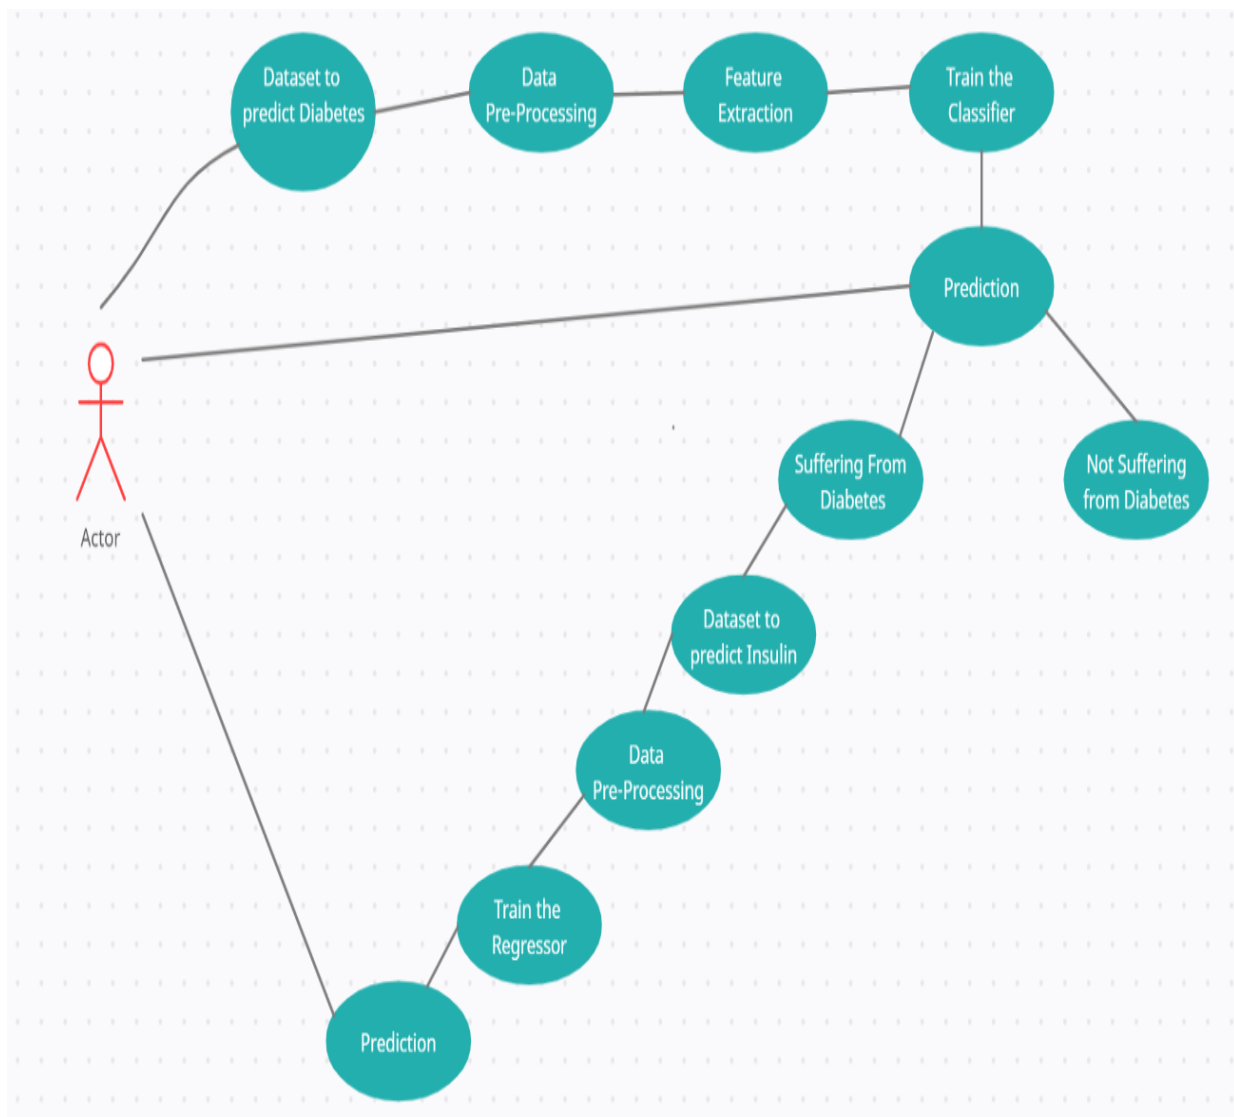 Dataset to
predict Diabetes
Data
Pre-Processing
Feature
Extraction
Train the
Classifier
Prediction
Suffering From
Diabetes
Not Suffering
from Diabetes
Actor
Dataset to
predict Insulin
Data
Pre-Processing
Train the
Regressor
Prediction